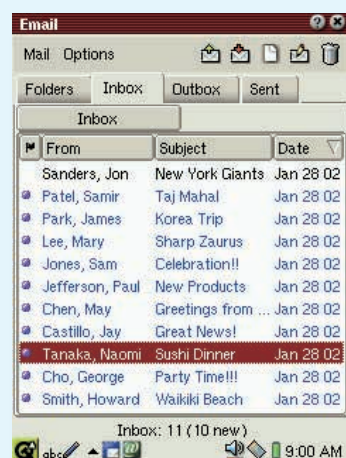 Email
Mail Options
Folders Inbox Outbox Sent
Inbox
From Subject Date
Sanders, Jon New York Giants Jan 28 02
Patel, Samir Taj Mahal Jan 28 02
Park, James Korea Trip Jan 28 02
Lee, Mary Sharp Zaurus Jan 28 02
Jones, Sam Celebration!! Jan 28 02
Jefferson, Paul New Products Jan 28 02
Chen, May Greetings from ... Jan 28 02
Castillo, Jay Great News! Jan 28 02
Tanaka, Naomi Sushi Dinner Jan 28 02
Cho, George Party Time!!! Jan 28 02
Smith, Howard Waikiki Beach Jan 28 02
Inbox: 11 (10 new)
abc 9:00 AM